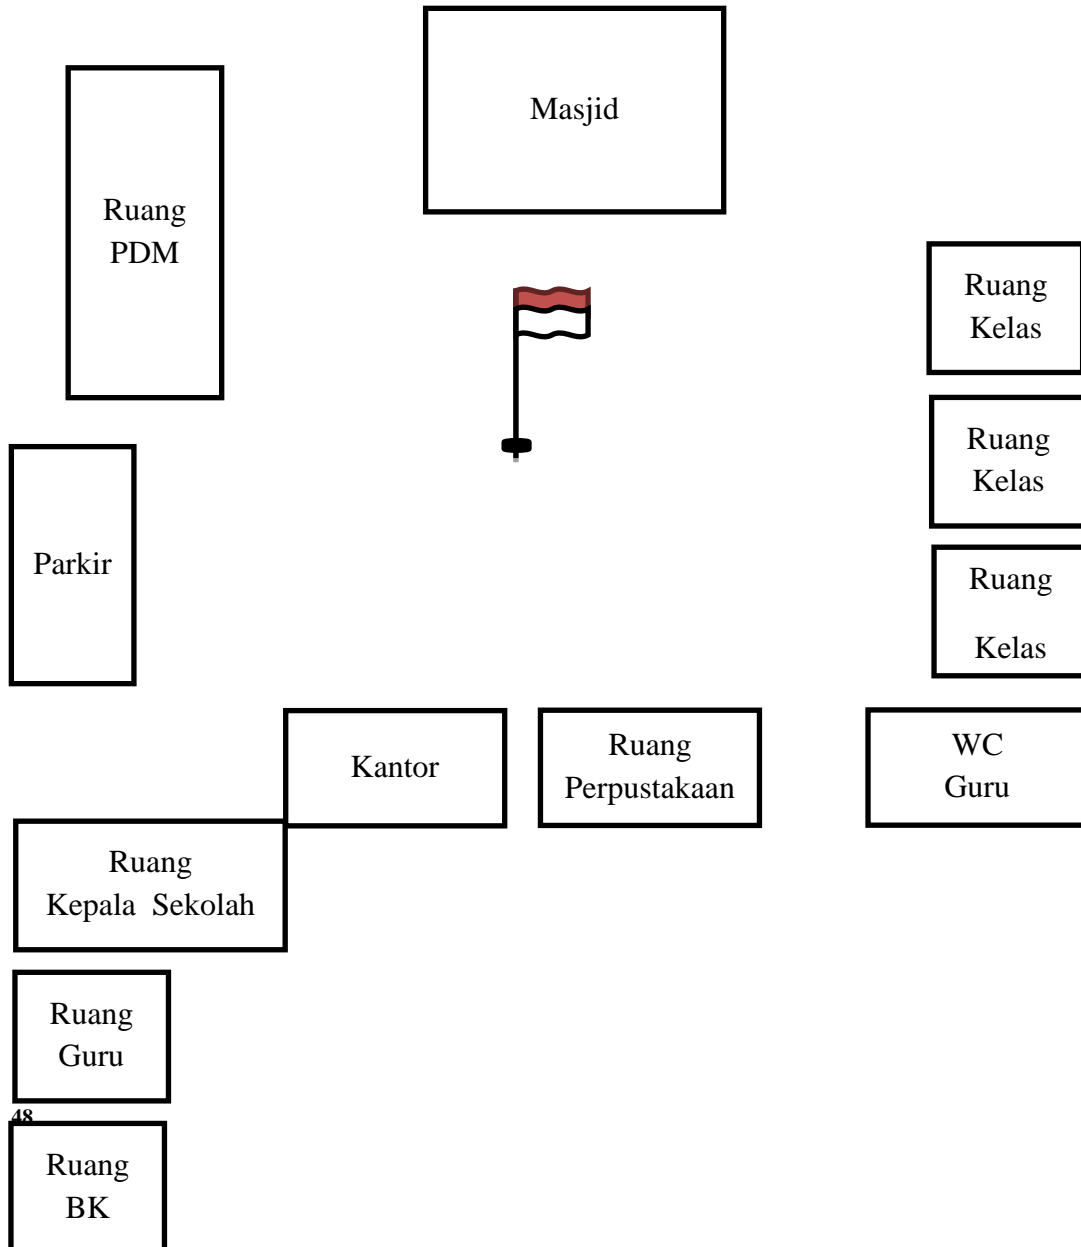 Masjid
Ruang
PDM
Ruang
Kelas
Ruang
Kelas
Parkir
Ruang
Kelas
Kantor
Ruang
Perpustakaan
WC
Guru
Ruang
Kepala Sekolah
Ruang
Guru
48
Ruang
BK